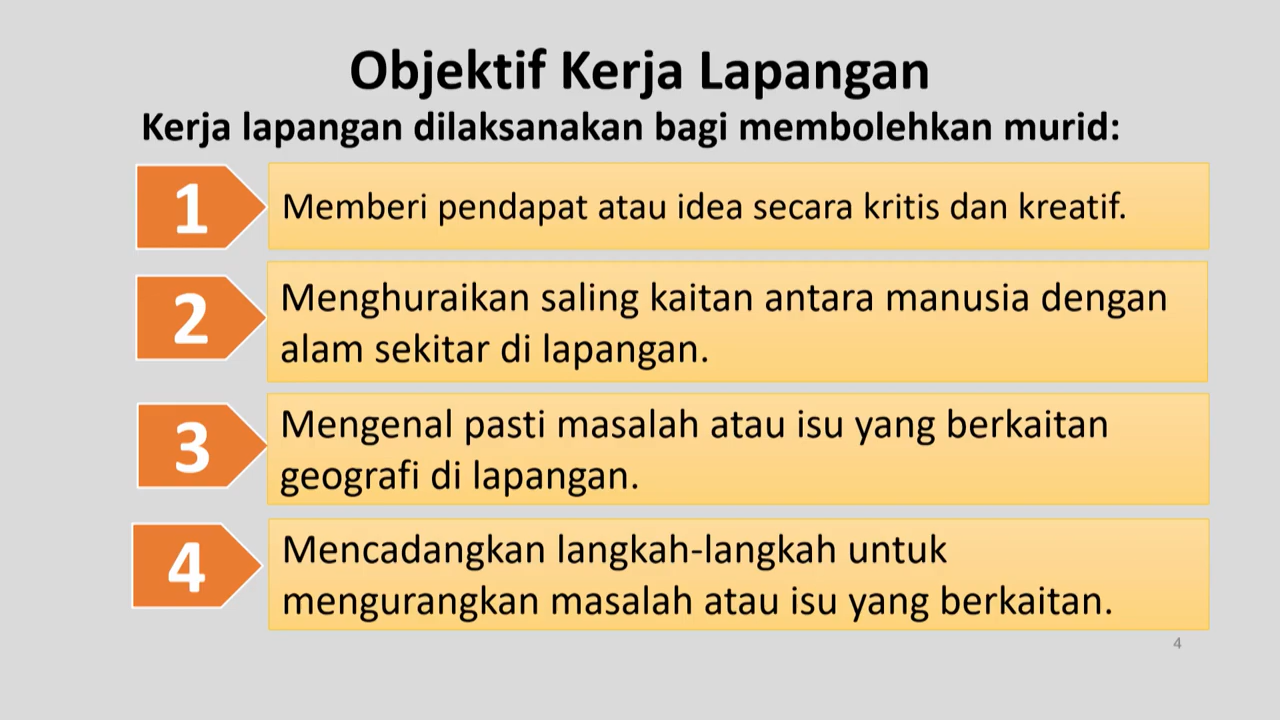 Objektif Kerja Lapangan
Kerja lapangan dilaksanakan bagi membolehkan murid:
1
Memberi pendapat atau idea secara kritis dan kreatif.
2
Menghuraikan saling kaitan antara manusia dengan
alam sekitar di lapangan.
3
Mengenal pasti masalah atau isu yang berkaitan
geografi di lapangan.
4
Mencadangkan langkah-langkah untuk
mengurangkan masalah atau isu yang berkaitan.
4